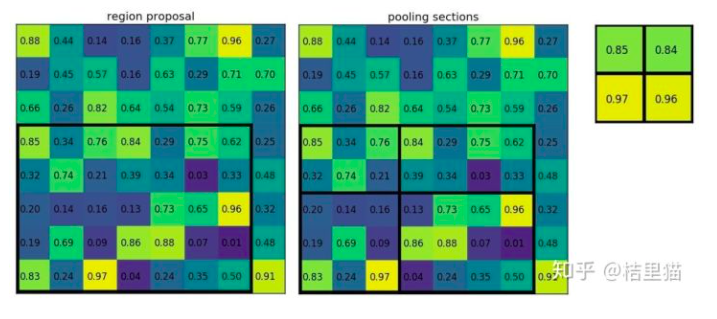 region proposal
0.88 0.44 0.14 0.16 0.37 0.77 0.96 0.27
0.19 0.45 0.57 0.16 0.63 0.29 0.71 0.70
0.66 0.26 0.82 0.64 0.54 0.73 0.59 0.26
0.85 0.34 0.76 0.84 0.29 0.75 0.62 0.25
0.32 0.74 0.21 0.39 0.34 0.03 0.33 0.48
0.20 0.14 0.16 0.13 0.73 0.65 0.96 0.32
0.19 0.69 0.09 0.86 0.88 0.07 0.01 0.48
0.83 0.24 0.97 0.04 0.24 0.35 0.50 0.91
pooling sections
0.88 0.44 0.14 0.16 0.37 0.77 0.96 0.27
0.19 0.45 0.57 0.16 0.63 0.29 0.71 0.70
0.66 0.26 0.82 0.64 0.54 0.73 0.59 0.26
0.85 0.34 0.76 0.84 0.29 0.75 0.62 0.25
0.32 0.74 0.21 0.39 0.34 0.03 0.33 0.48
0.20 0.14 0.16 0.13 0.73 0.65 0.96 0.32
0.19 0.69 0.09 0.86 0.88 0.07 0.01 0.48
0.83 0.24 0.97 0.04 0.24 0.35 0.50 0.91
0.85 0.84
0.97 0.96
知乎 @桔里猫